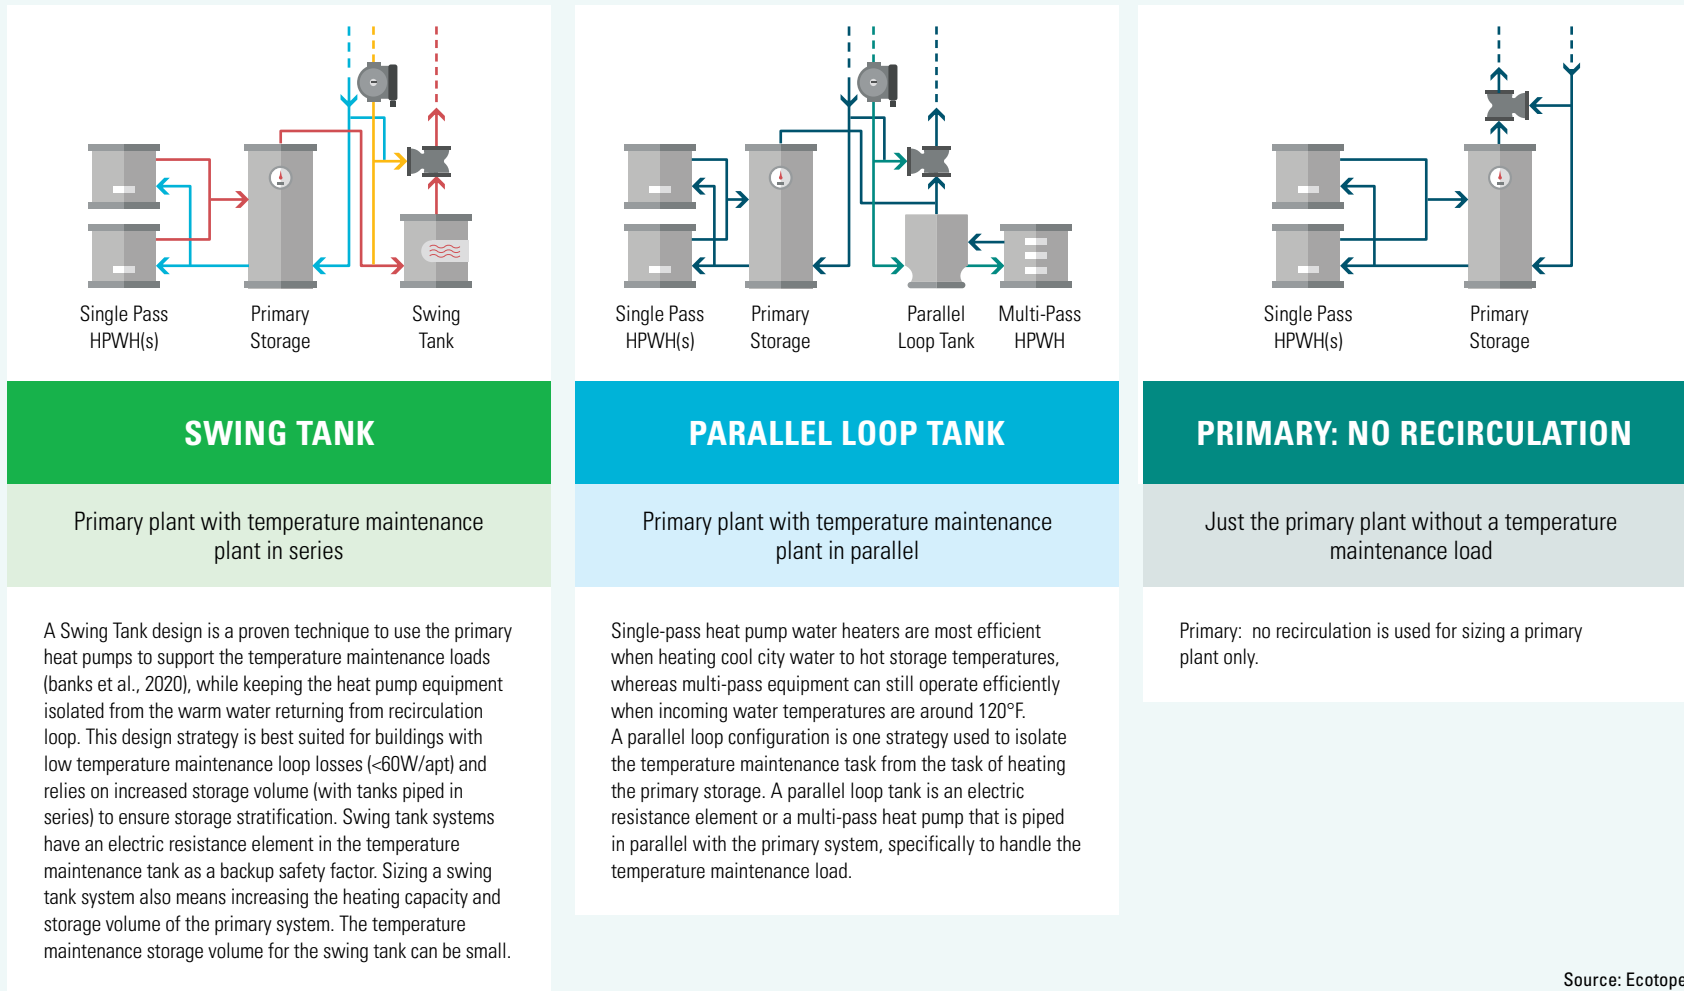 Single Pass
HPWH(s)
Primary
Storage
Swing
Tank
SWING TANK
Primary plant with temperature maintenance
plant in series
A Swing Tank design is a proven technique to use the primary
heat pumps to support the temperature maintenance loads
(banks et al., 2020), while keeping the heat pump equipment
isolated from the warm water returning from recirculation
loop. This design strategy is best suited for buildings with
low temperature maintenance loop losses (<60W/apt) and
relies on increased storage volume (with tanks piped in
series) to ensure storage stratification. Swing tank systems
have an electric resistance element in the temperature
maintenance tank as a backup safety factor. Sizing a swing
tank system also means increasing the heating capacity and
storage volume of the primary system. The temperature
maintenance storage volume for the swing tank can be small.
Single Pass
HPWH(s)
Primary
Storage
Parallel
Loop Tank
Multi-Pass
HPWH
PARALLEL LOOP TANK
Primary plant with temperature maintenance
plant in parallel
Single-pass heat pump water heaters are most efficient
when heating cool city water to hot storage temperatures,
whereas multi-pass equipment can still operate efficiently
when incoming water temperatures are around 120°F.
A parallel loop configuration is one strategy used to isolate
the temperature maintenance task from the task of heating
the primary storage. A parallel loop tank is an electric
resistance element or a multi-pass heat pump that is piped
in parallel with the primary system, specifically to handle the
temperature maintenance load.
Single Pass
HPWH(s)
Primary
Storage
PRIMARY: NO RECIRCULATION
Just the primary plant without a temperature
maintenance load
Primary: no recirculation is used for sizing a primary
plant only.
Source: Ecotope